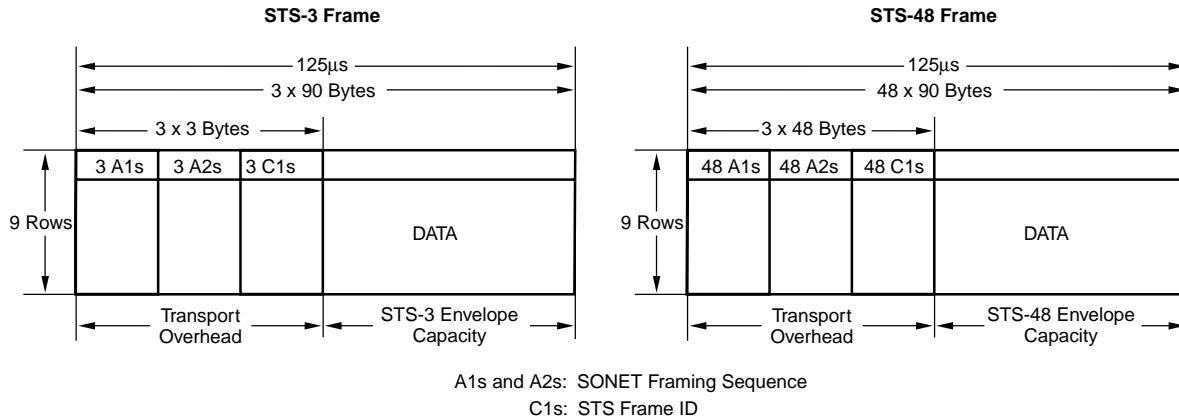 STS-3 Frame
125µs
3 x 90 Bytes
3 x 3 Bytes
3 A1s 3 A2s 3 C1s
9 Rows
DATA
Transport
Overhead
STS-3 Envelope
Capacity
STS-48 Frame
125µs
48 x 90 Bytes
3 x 48 Bytes
48 A1s 48 A2s 48 C1s
9 Rows
DATA
Transport
Overhead
STS-48 Envelope
Capacity
A1s and A2s: SONET Framing Sequence
C1s: STS Frame ID